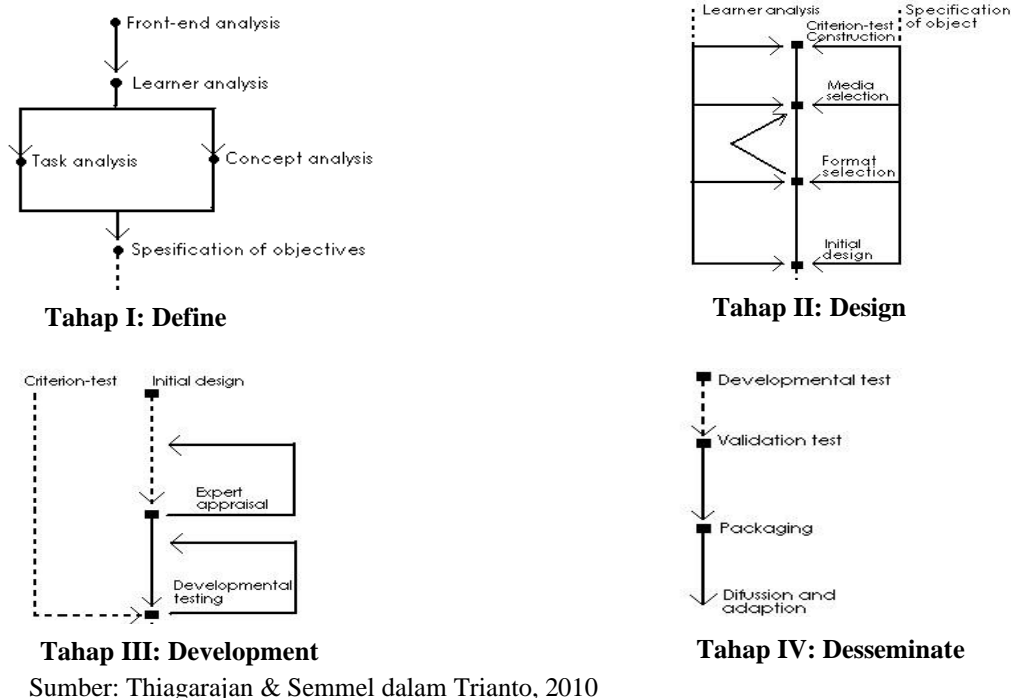 Front-end analysis
Learner analysis
Task analysis
Concept analysis
Spesification of objectives
Tahap I: Define
Learner analysis
Specification
of object
Criterion-test
Construction
Media
selection
Format
selection
Initial
design
Tahap II: Design
Criterion-test
Initial design
Expert
appraisal
Developmental
testing
Tahap III: Development
Developmental test
Validation test
Packaging
Difussion and
adaption
Tahap IV: Desseminate
Sumber: Thiagarajan & Semmel dalam Trianto, 2010